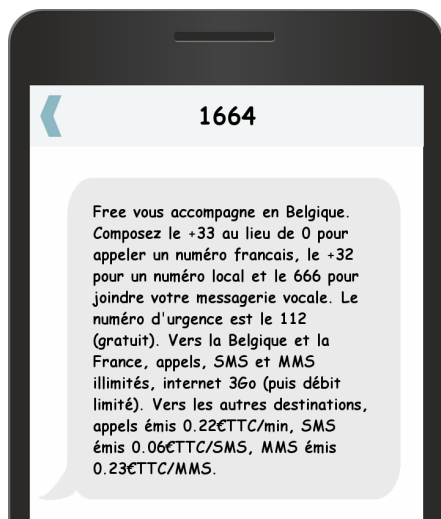 1664
Free vous accompagne en Belgique.
Composez le +33 au lieu de 0 pour
appeler un numéro francais, le +32
pour un numéro local et le 666 pour
joindre votre messagerie vocale. Le
numéro d'urgence est le 112
(gratuit). Vers la Belgique et la
France, appels, SMS et MMS
illimités, internet 3Go (puis débit
limité). Vers les autres destinations,
appels émis 0.22€TTC/min, SMS
émis 0.06€TTC/SMS, MMS émis
0.23€TTC/MMS.